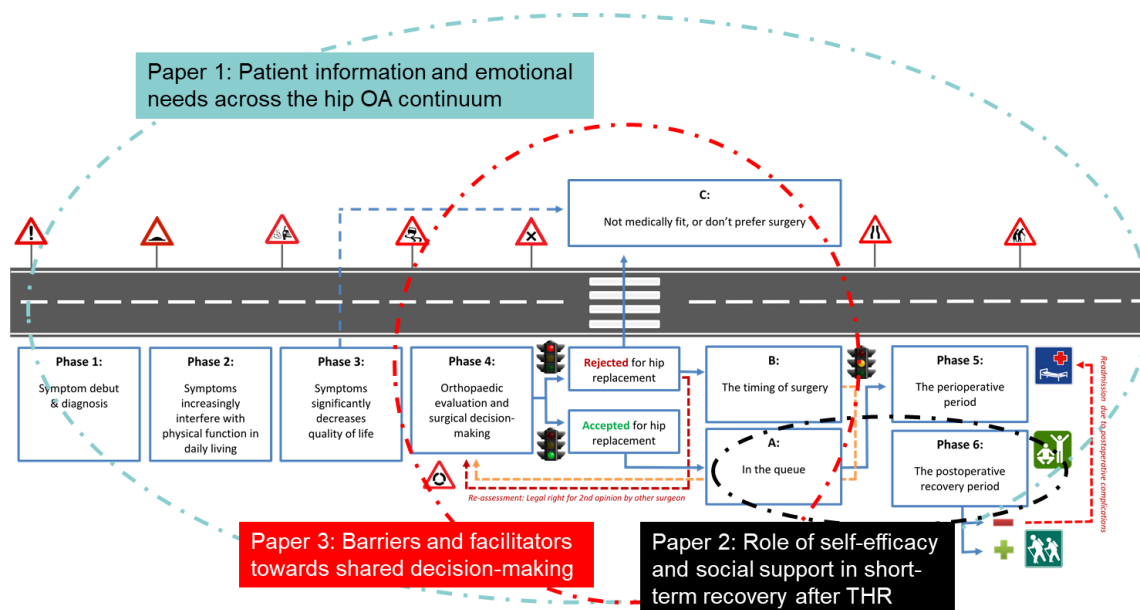 Paper 1: Patient information and emotional
needs across the hip OA continuum
C:
Not medically fit, or don't prefer surgery
Phase 1:
Symptom debut
& diagnosis
Phase 2:
Symptoms
increasingly
interfere with
physical function in
daily living
Phase 3:
Symptoms
significantly
decreases
quality of life
Phase 4:
Orthopaedic
evaluation and
surgical decision-
making
Rejected for hip
replacement
Accepted for hip
replacement
B:
The timing of surgery
A:
In the queue
Phase 5:
The perioperative
period
Phase 6:
The postoperative
recovery period
Readmission due to postoperative complications
Re-assessment: Legal right for 2nd opinion by other surgeon
Paper 3: Barriers and facilitators
towards shared decision-making
Paper 2: Role of self-efficacy
and social support in short-
term recovery after THR